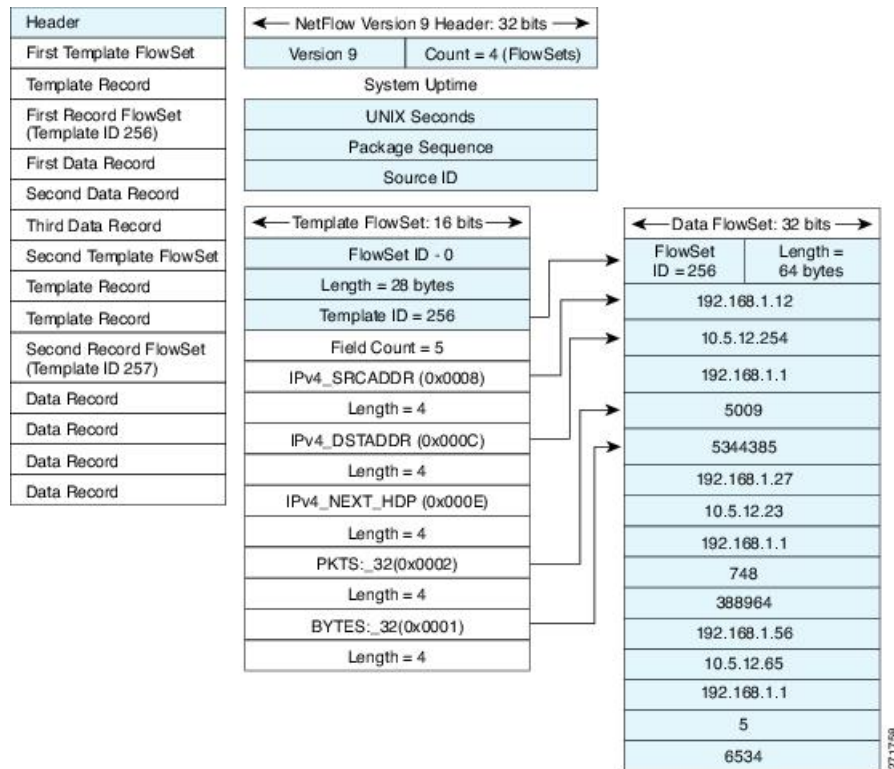 Header
First Template FlowSet
Template Record
First Record FlowSet
(Template ID 256)
First Data Record
Second Data Record
Third Data Record
Second Template FlowSet
Template Record
Template Record
Second Record FlowSet
(Template ID 257)
Data Record
Data Record
Data Record
Data Record
NetFlow Version 9 Header: 32 bits
Version 9
Count = 4 (FlowSets)
System Uptime
UNIX Seconds
Package Sequence
Source ID
Template FlowSet: 16 bits
FlowSet ID - 0
Length = 28 bytes
Template ID = 256
Field Count = 5
IPv4_SRCADDR (0x0008)
Length = 4
IPv4_DSTADDR (0x000C)
Length = 4
IPv4_NEXT_HDP (0x000E)
Length = 4
PKTS:_32(0x0002)
Length = 4
BYTES:_32(0x0001)
Length = 4
Data FlowSet: 32 bits
FlowSet
ID = 256
Length =
64 bytes
192.168.1.12
10.5.12.254
192.168.1.1
5009
5344385
192.168.1.27
10.5.12.23
192.168.1.1
748
388964
192.168.1.56
10.5.12.65
192.168.1.1
5
6534
271759